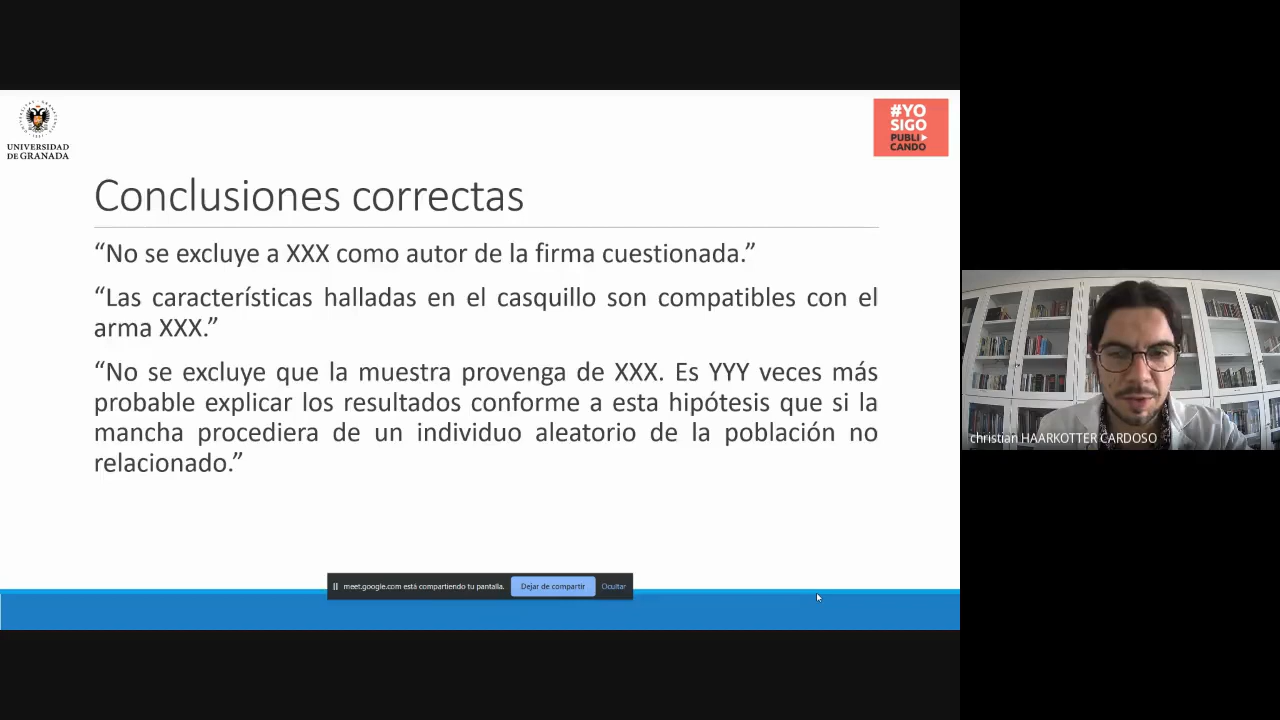 UNIVERSIDAD
DE GRANADA
#YO
SIGO
PUBLI
CANDO
Conclusiones correctas
“No se excluye a XXX como autor de la firma cuestionada.”
“Las características halladas en el casquillo son compatibles con el
arma XXX.”
“No se excluye que la muestra provenga de XXX. Es YYY veces más
probable explicar los resultados conforme a esta hipótesis que si la
mancha procediera de un individuo aleatorio de la población no
relacionado.”
christian HAARKOTTER CARDOSO
meet.google.com está compartiendo tu pantalla. Dejar de compartir Ocultar